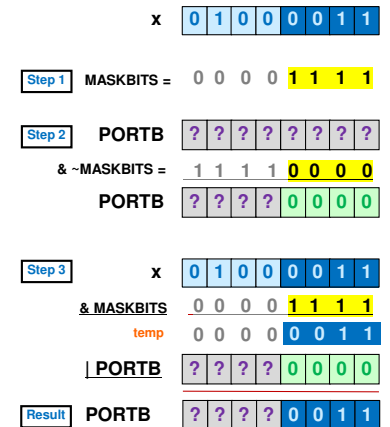 x 0 1 0 0 0 0 1 1
Step 1 MASKBITS = 0 0 0 0 1 1 1 1
Step 2 PORTB ? ? ? ? ? ? ? ?
& ~MASKBITS = 1 1 1 1 0 0 0 0
PORTB ? ? ? ? 0 0 0 0
Step 3 x 0 1 0 0 0 0 1 1
& MASKBITS 0 0 0 0 1 1 1 1
temp 0 0 0 0 0 0 1 1
| PORTB ? ? ? ? 0 0 0 0
Result PORTB ? ? ? ? 0 0 1 1